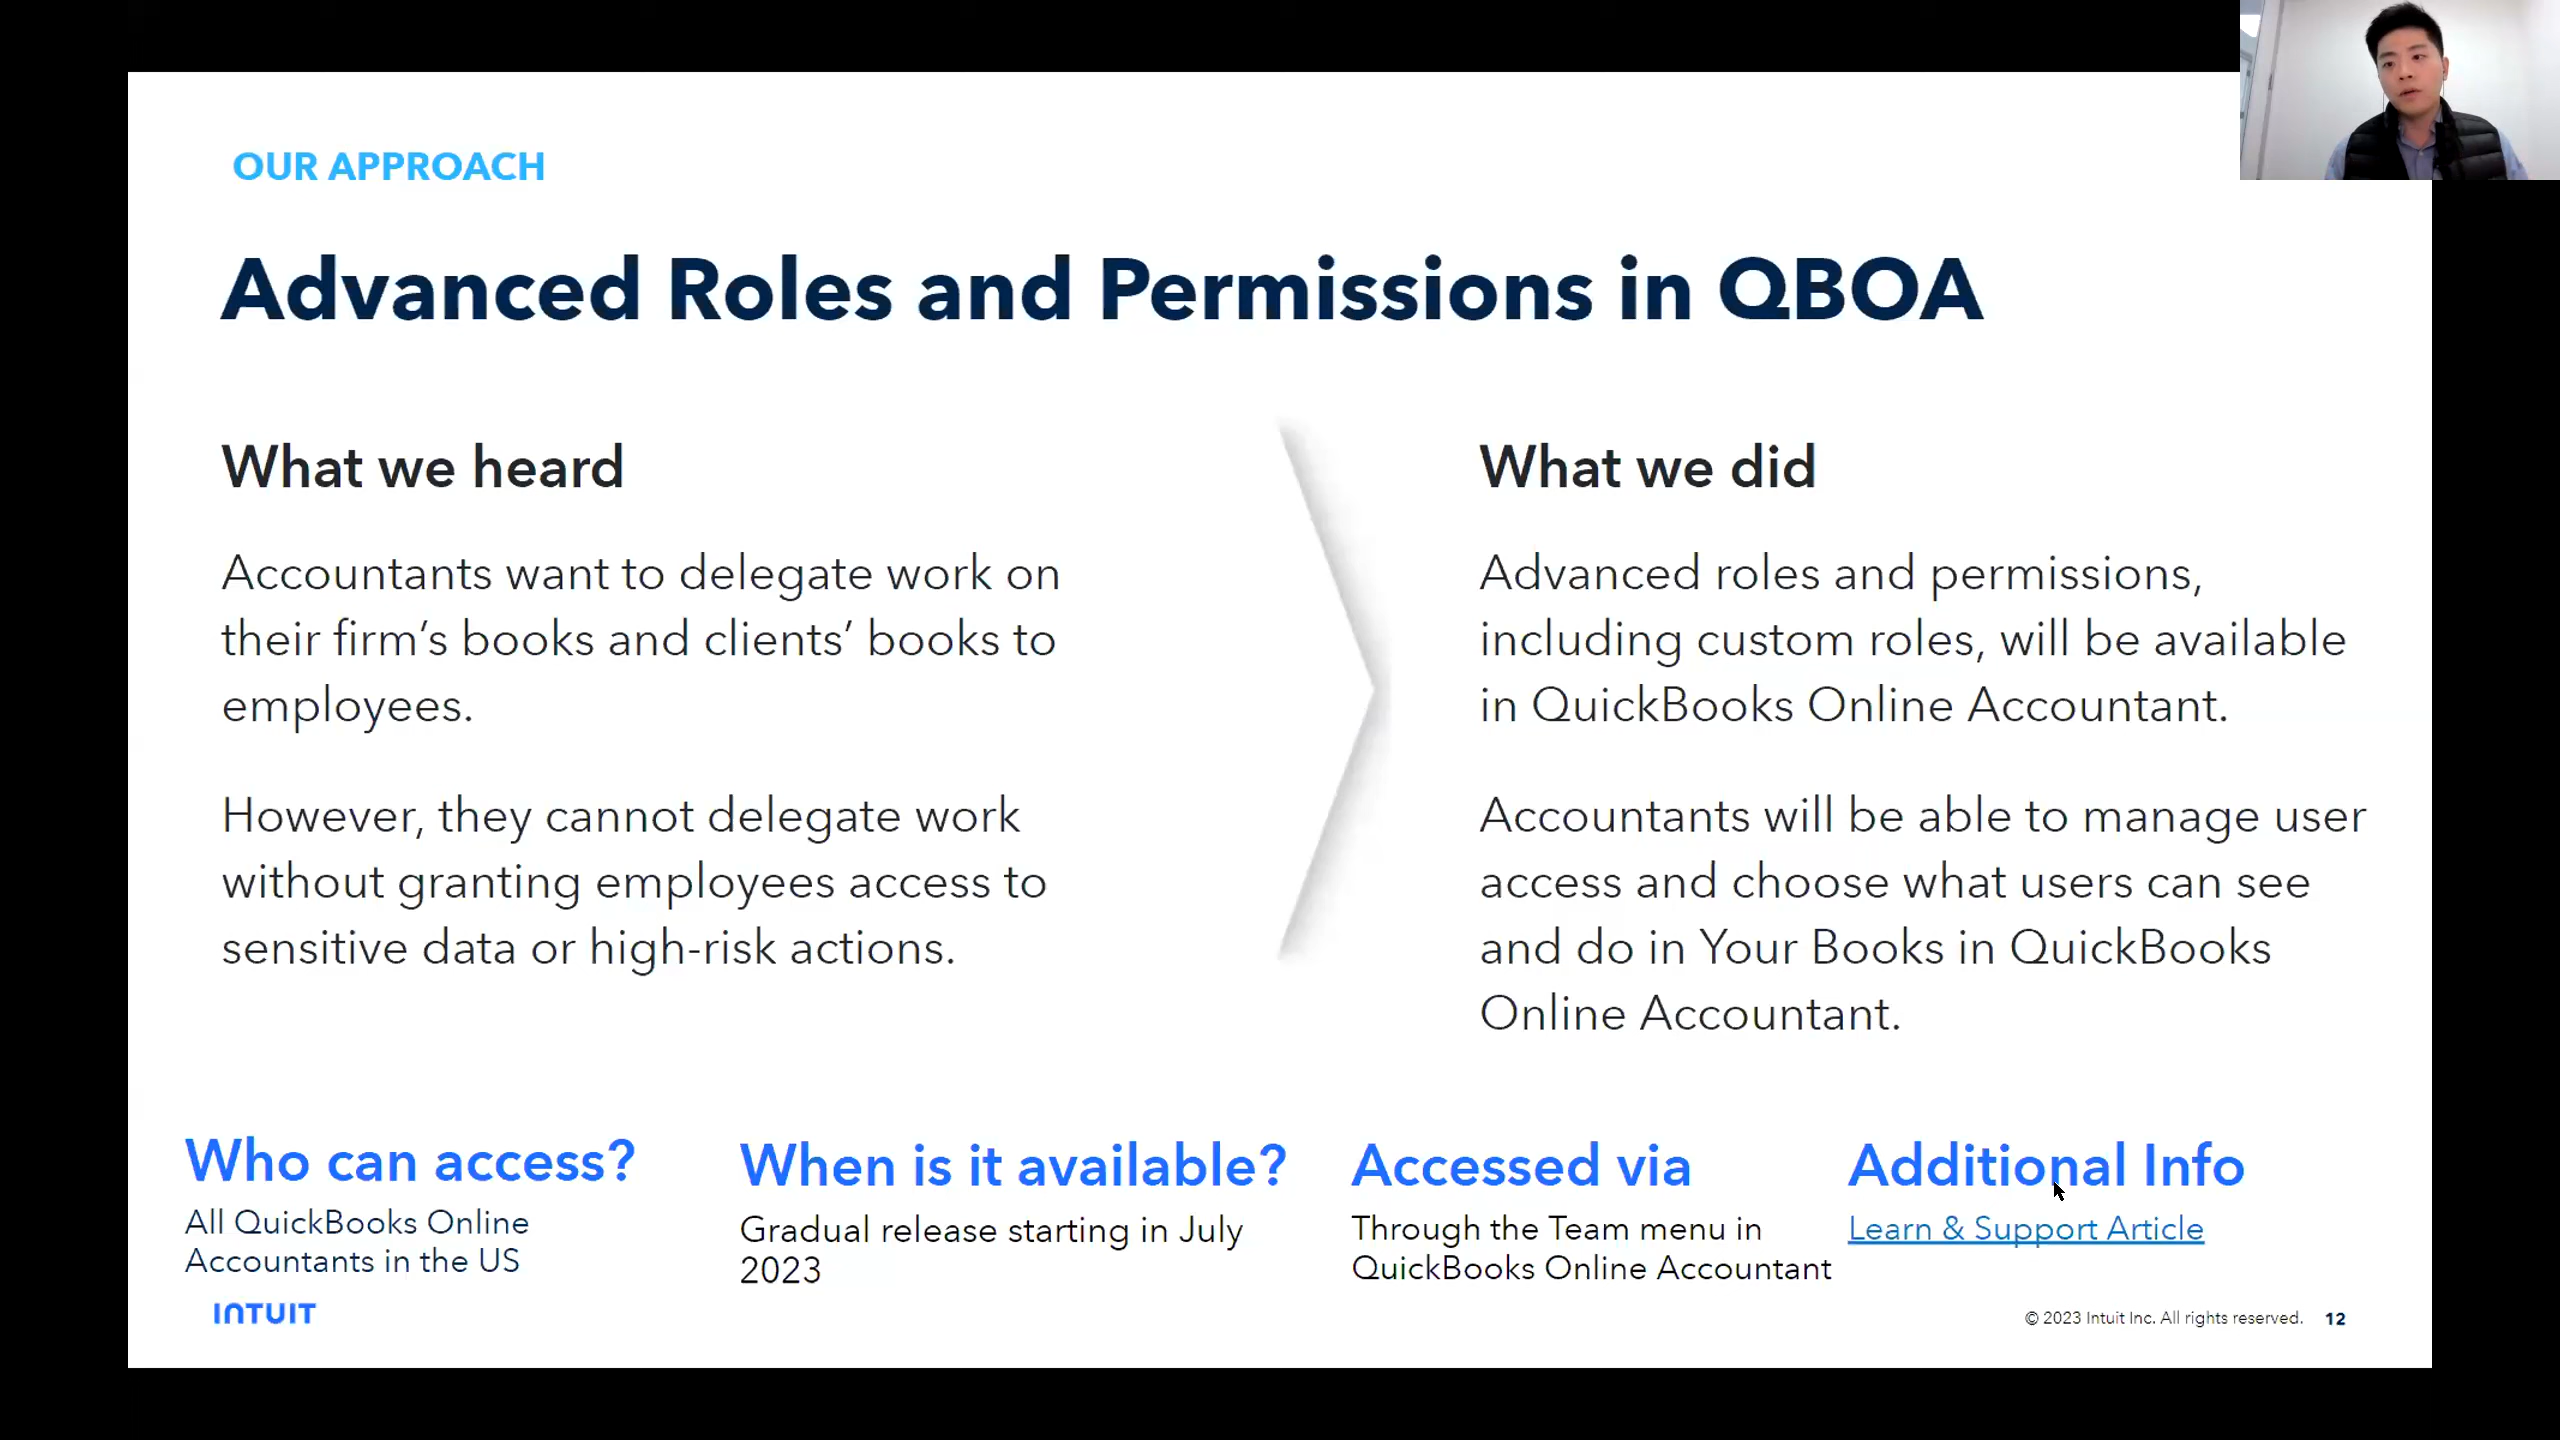 OUR APPROACH
Advanced Roles and Permissions in QBOA
What we heard
Accountants want to delegate work on
their firm’s books and clients’ books to
employees.
However, they cannot delegate work
without granting employees access to
sensitive data or high-risk actions.
What we did
Advanced roles and permissions,
including custom roles, will be available
in QuickBooks Online Accountant.
Accountants will be able to manage user
access and choose what users can see
and do in Your Books in QuickBooks
Online Accountant.
Who can access?
All QuickBooks Online
Accountants in the US
When is it available?
Gradual release starting in July
2023
Accessed via
Through the Team menu in
QuickBooks Online Accountant
Additional Info
Learn & Support Article
INTUIT
© 2023 Intuit Inc. All rights reserved. 12